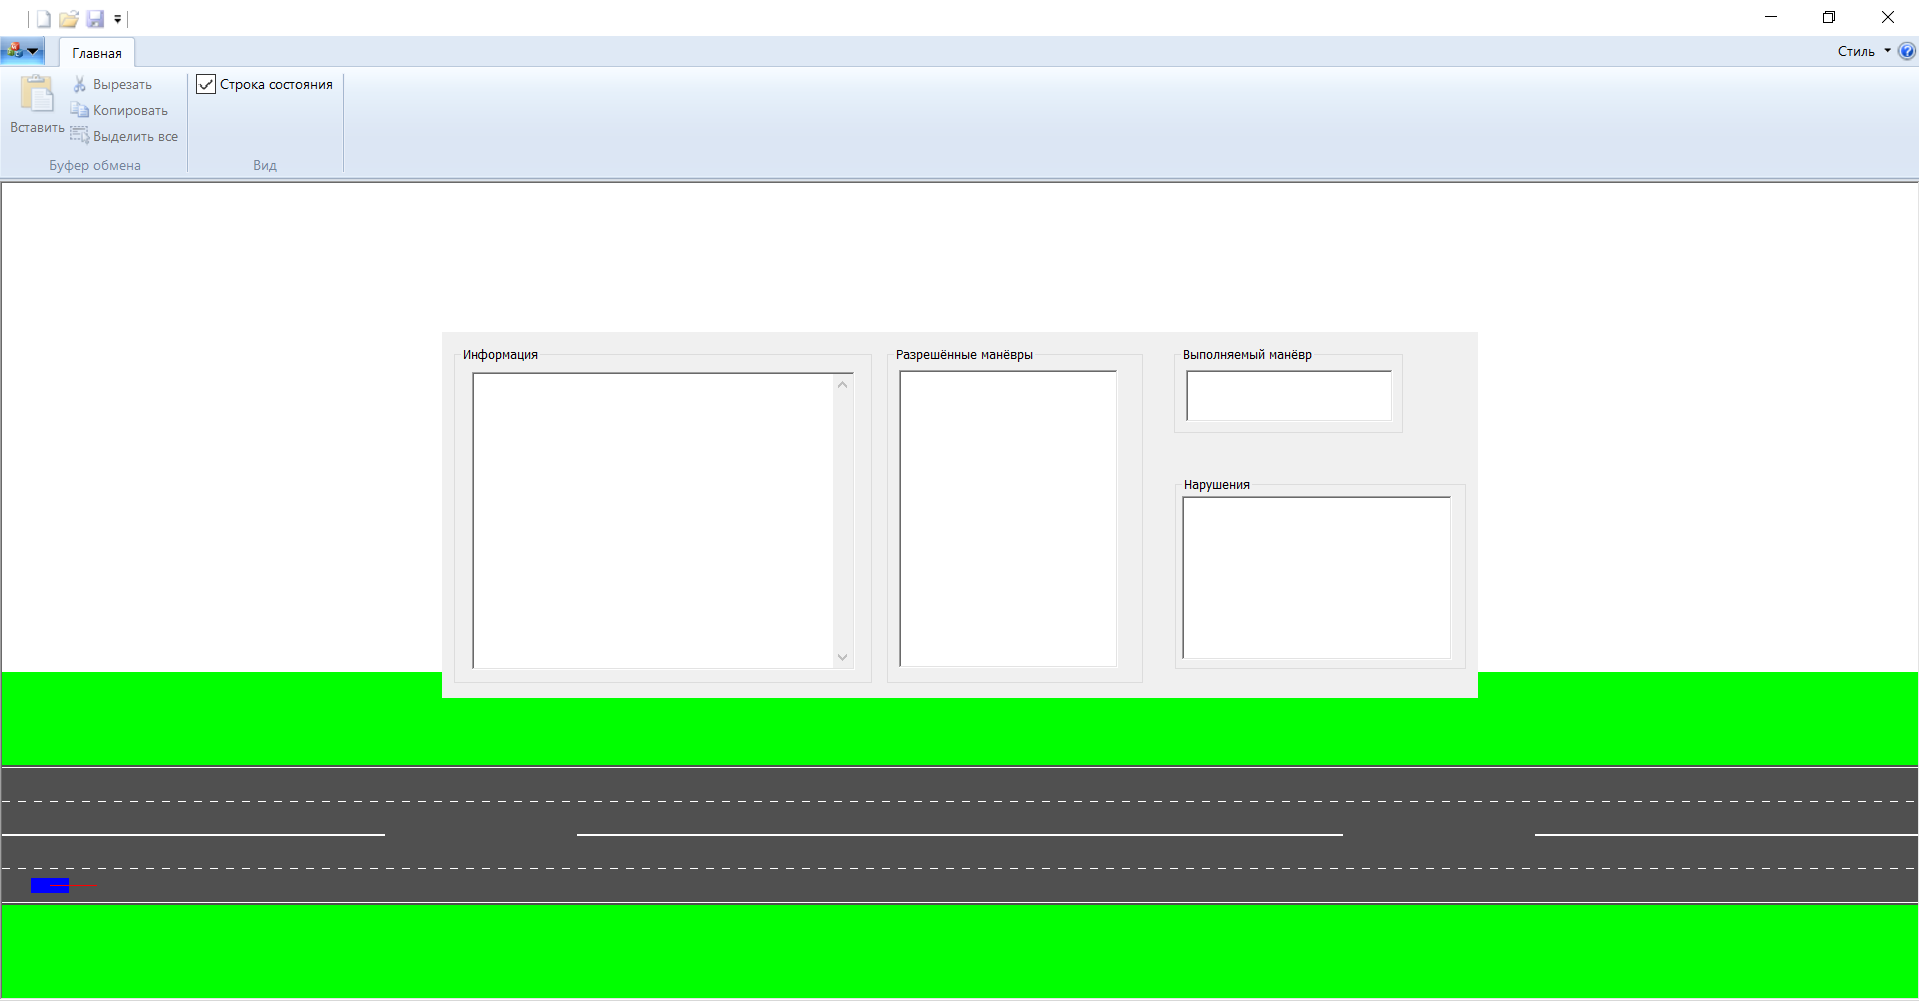 Главная
Стиль
Вставить
Вырезать
Копировать
Выделить все
Буфер обмена
Строка состояния
Вид
Информация
Разрешённые манёвры
Выполняемый манёвр
Нарушения